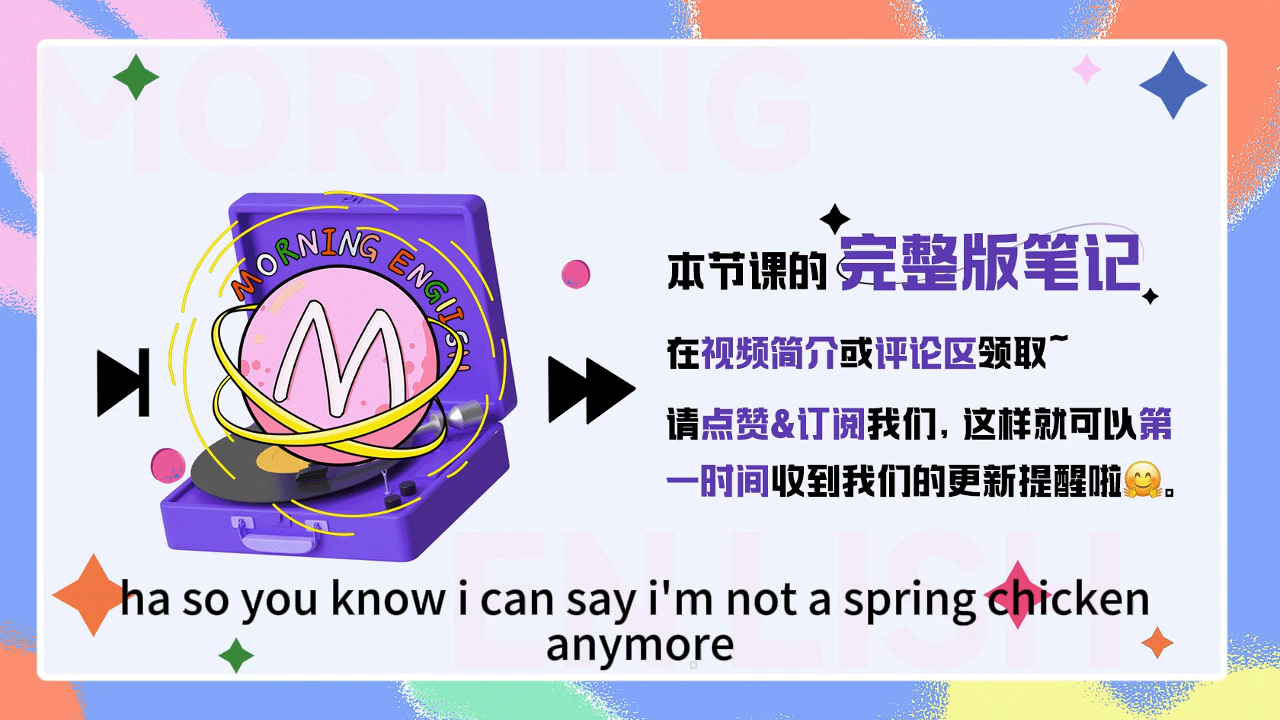 MORNING
MORNING ENGlISH
M
本节课的 完整版笔记
在视频简介或评论区领取~
请点赞&订阅我们, 这样就可以第
一时间收到我们的更新提醒啦🤗。
ha so you know i can say i'm not a spring chicken
anymore